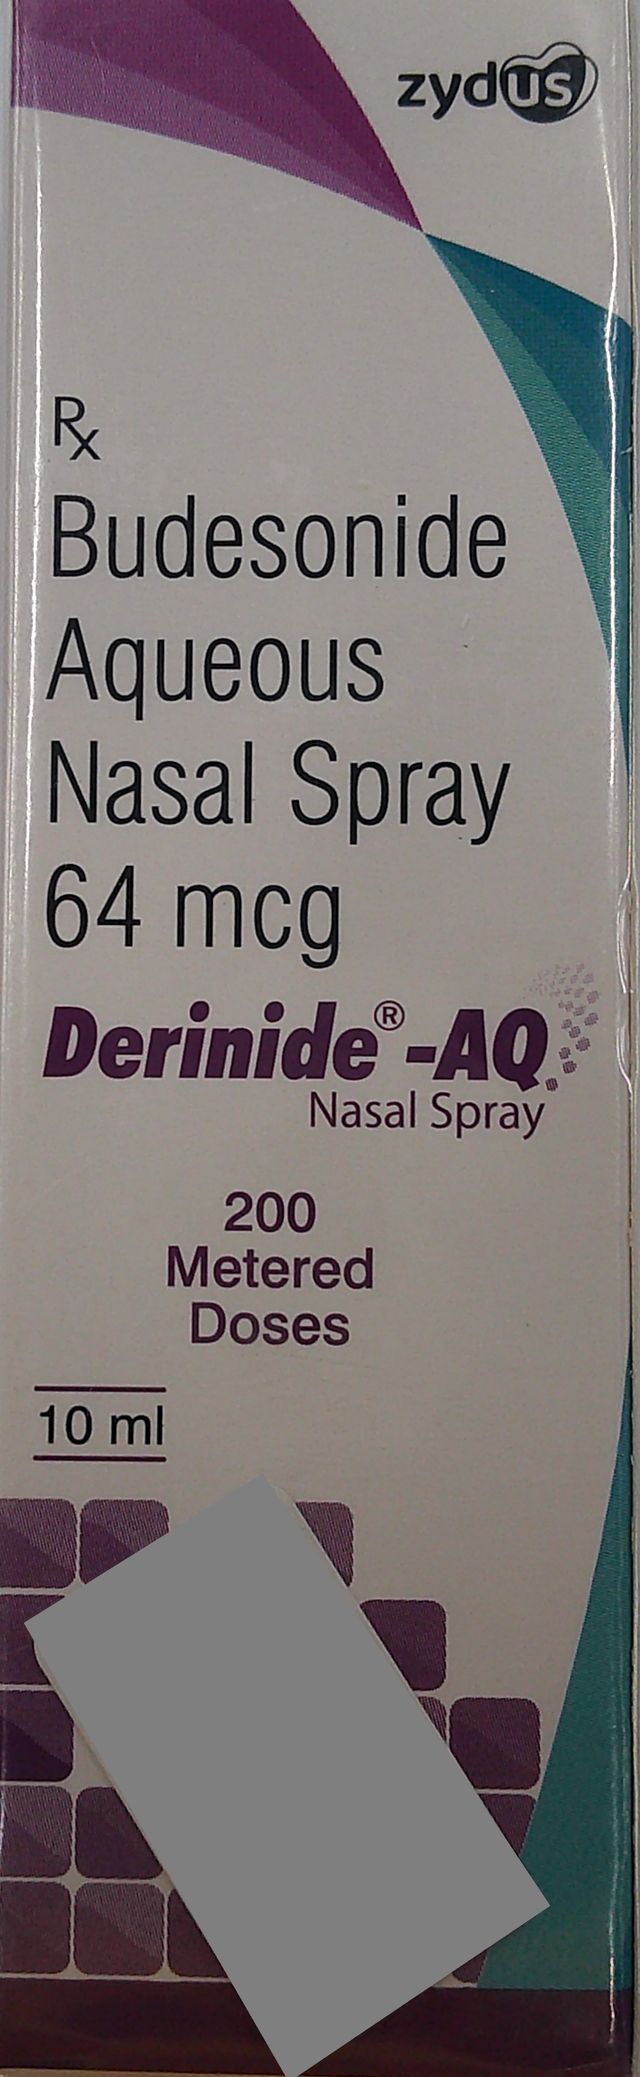 zydus
Rx
Budesonide
Aqueous
Nasal Spray
64 mcg
Derinide®-AQ
Nasal Spray
200
Metered
Doses
10 ml